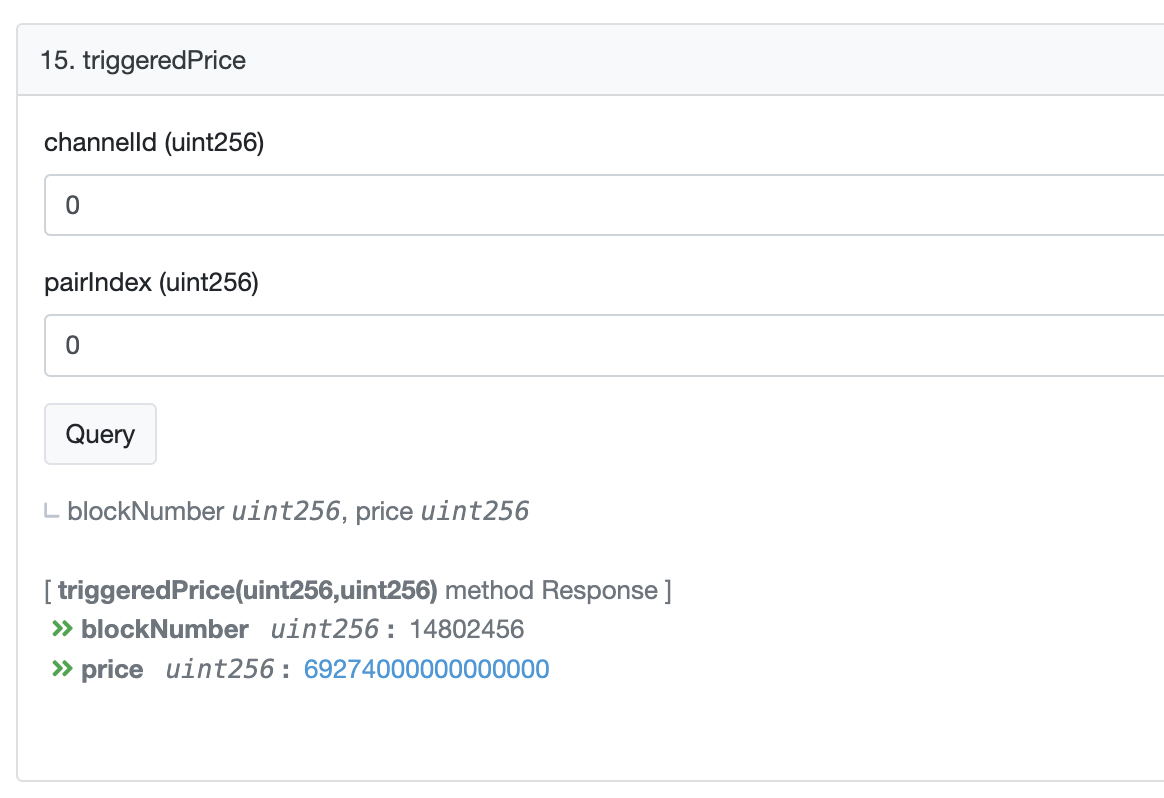 15. triggeredPrice
channelId (uint256)
0
pairIndex (uint256)
0
Query
blockNumber uint256, price uint256
[ triggeredPrice(uint256,uint256) method Response ]
>> blockNumber uint256 : 14802456
>> price uint256 : 69274000000000000